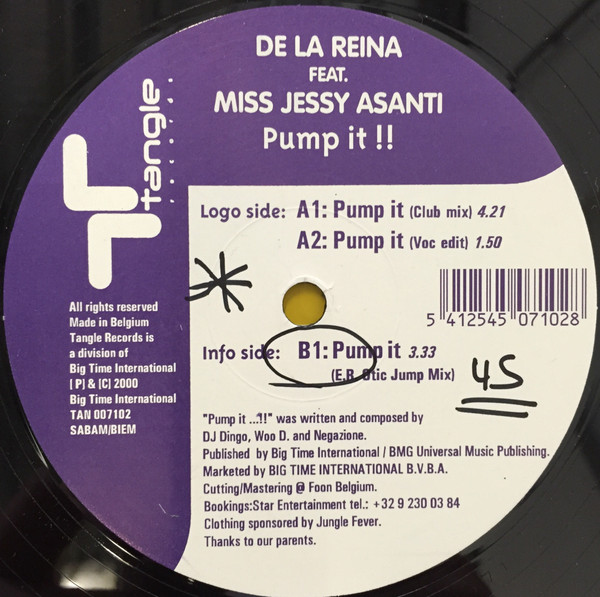 DE LA REINA
FEAT.
MISS JESSY ASANTI
Pump it !!
tangle
records
Logo side: A1: Pump it (Club mix) 4.21
A2: Pump it (Voc edit) 1.50
5 412545 071028
All rights reserved
Made in Belgium
Tangle Records is
a division of
Big Time International
[ P] & [C] 2000
Big Time International
TAN 007102
SABAM/BIEM
Info side: B1: Pump it 3.33
(E.R. Otic Jump Mix)
45
"Pump it ...!!" was written and composed by
DJ Dingo, Woo D. and Negazione.
Published by Big Time International / BMG Universal Music Publishing.
Marketed by BIG TIME INTERNATIONAL B.V.B.A.
Cutting/Mastering @ Foon Belgium.
Bookings:Star Entertainment tel.: +32 9 230 03 84
Clothing sponsored by Jungle Fever.
Thanks to our parents.